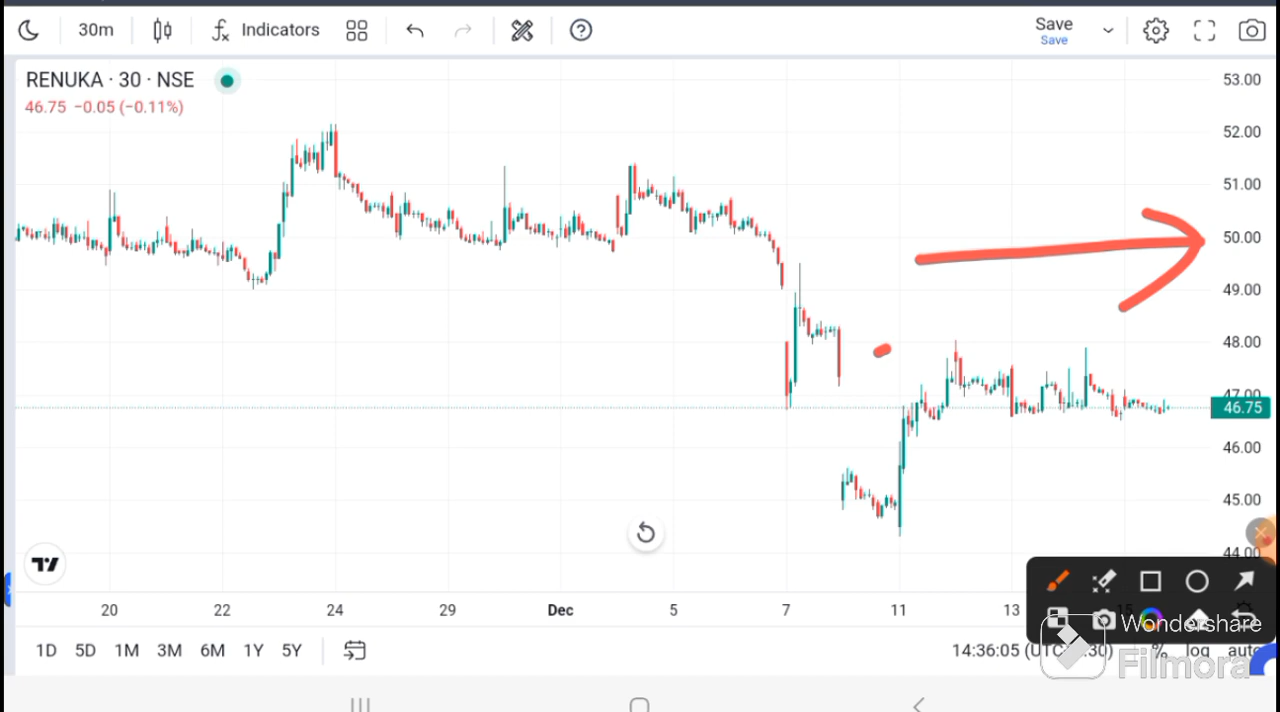 30m Indicators Save
Save
RENUKA · 30 · NSE
46.75 −0.05 (−0.11%)
53.00
52.00
51.00
50.00
49.00
48.00
47.00
46.75
46.00
45.00
44.00
20 22 24 29 Dec 5 7 11 13 15
1D 5D 1M 3M 6M 1Y 5Y
14:36:05 (UTC % log auto
Wondershare
Filmora